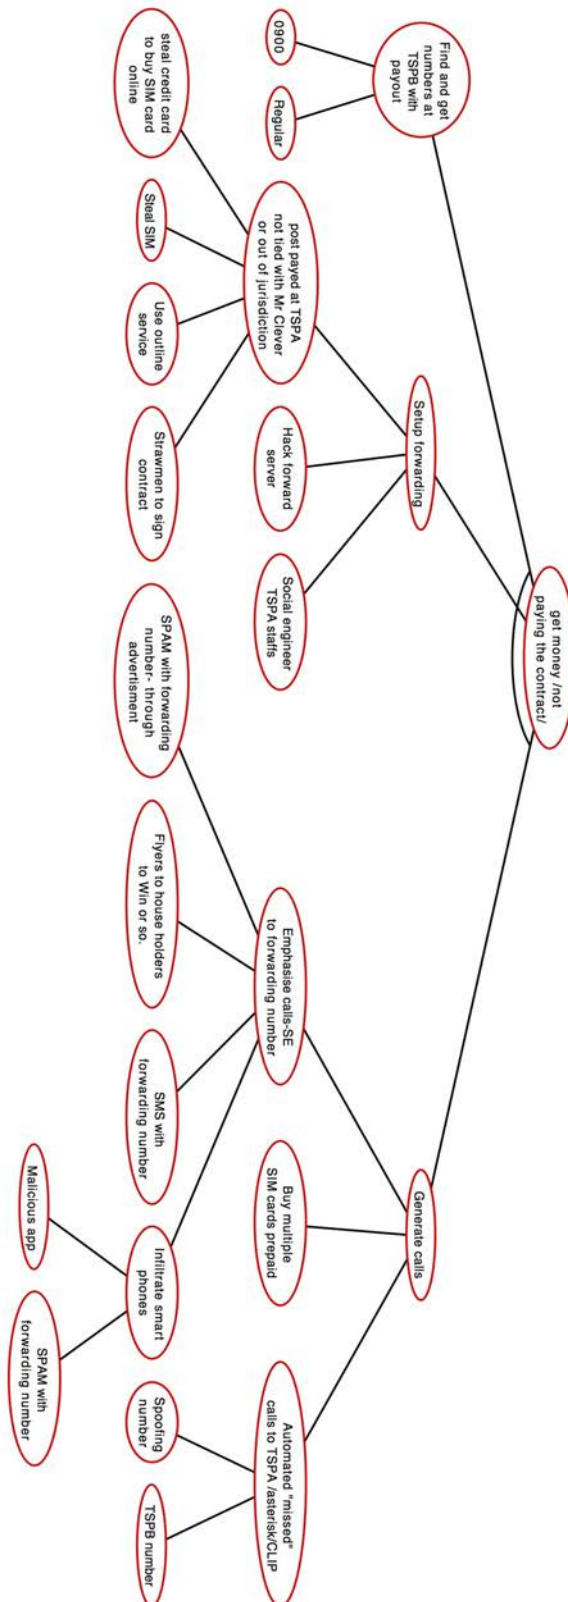 get money /not
paying the contract/
Find and get
numbers at
TSPB with
payout
Setup forwarding
Generate calls
0900
Regular
post payed at TSPA
not tied with Mr Clever
or out of jurisdiction
Hack forward
server
Social engineer
TSPA staffs
Emphasise calls-SE
to forwarding number
Buy multiple
SIM cards prepaid
Automated "missed"
calls to TSPA /asterisk/CLIP
steal credit card
to buy SIM card
online
Steal SIM
Use outline
service
Strawmen to sign
contract
SPAM with forwarding
number- through
advertisment
Flyers to house holders
to Win or so.
SMS with
forwarding number
Infiltrate smart
phones
Spoofing
number
TSPB number
Malicious app
SPAM with
forwarding number